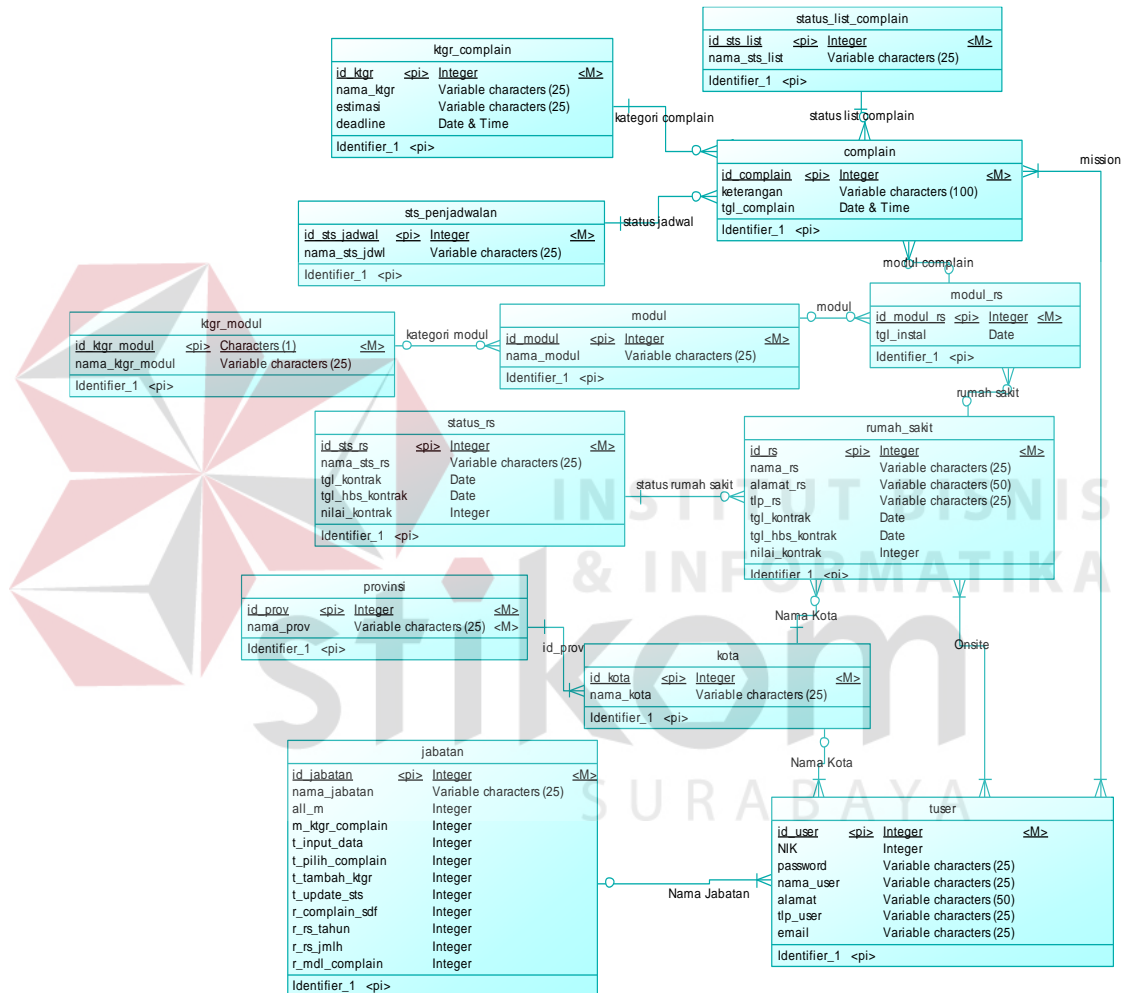 status_list_complain
id_sts_list <pi> Integer <M>
nama_sts_list Variable characters (25)
Identifier_1 <pi>
ktgr_complain
id_ktgr <pi> Integer <M>
nama_ktgr Variable characters (25)
estimasi Variable characters (25)
deadline Date & Time
Identifier_1 <pi>
kategori complain
status list complain
complain
id_complain <pi> Integer <M>
keterangan Variable characters (100)
tgl_complain Date & Time
Identifier_1 <pi>
mission
sts_penjadwalan
id_sts_jadwal <pi> Integer <M>
nama_sts_jdwl Variable characters (25)
Identifier_1 <pi>
status jadwal
modul complain
modul_rs
id_modul_rs <pi> Integer <M>
tgl_instal Date
Identifier_1 <pi>
modul
modul
id_modul <pi> Integer <M>
nama_modul Variable characters (25)
Identifier_1 <pi>
kategori modul
ktgr_modul
id_ktgr_modul <pi> Characters (1) <M>
nama_ktgr_modul Variable characters (25)
Identifier_1 <pi>
rumah sakit
status_rs
id_sts_rs <pi> Integer <M>
nama_sts_rs Variable characters (25)
tgl_kontrak Date
tgl_hbs_kontrak Date
nilai_kontrak Integer
Identifier_1 <pi>
status rumah sakit
rumah_sakit
id_rs <pi> Integer <M>
nama_rs Variable characters (25)
alamat_rs Variable characters (50)
tlp_rs Variable characters (25)
tgl_kontrak Date
tgl_hbs_kontrak Date
nilai_kontrak Integer
Identifier_1 <pi>
INSTITUT BISNIS
& INFORMATIKA
stikom
SURABAYA
provinsi
id_prov <pi> Integer <M>
nama_prov Variable characters (25) <M>
Identifier_1 <pi>
id_prov
Nama Kota
Onsite
kota
id_kota <pi> Integer <M>
nama_kota Variable characters (25)
Identifier_1 <pi>
Nama Kota
jabatan
id_jabatan <pi> Integer <M>
nama_jabatan Variable characters (25)
all_m Integer
m_ktgr_complain Integer
t_input_data Integer
t_pilih_complain Integer
t_tambah_ktgr Integer
t_update_sts Integer
r_complain_sdf Integer
r_rs_tahun Integer
r_rs_jmlh Integer
r_mdl_complain Integer
Identifier_1 <pi>
Nama Jabatan
tuser
id_user <pi> Integer <M>
NIK Integer
password Variable characters (25)
nama_user Variable characters (25)
alamat Variable characters (50)
tlp_user Variable characters (25)
email Variable characters (25)
Identifier_1 <pi>